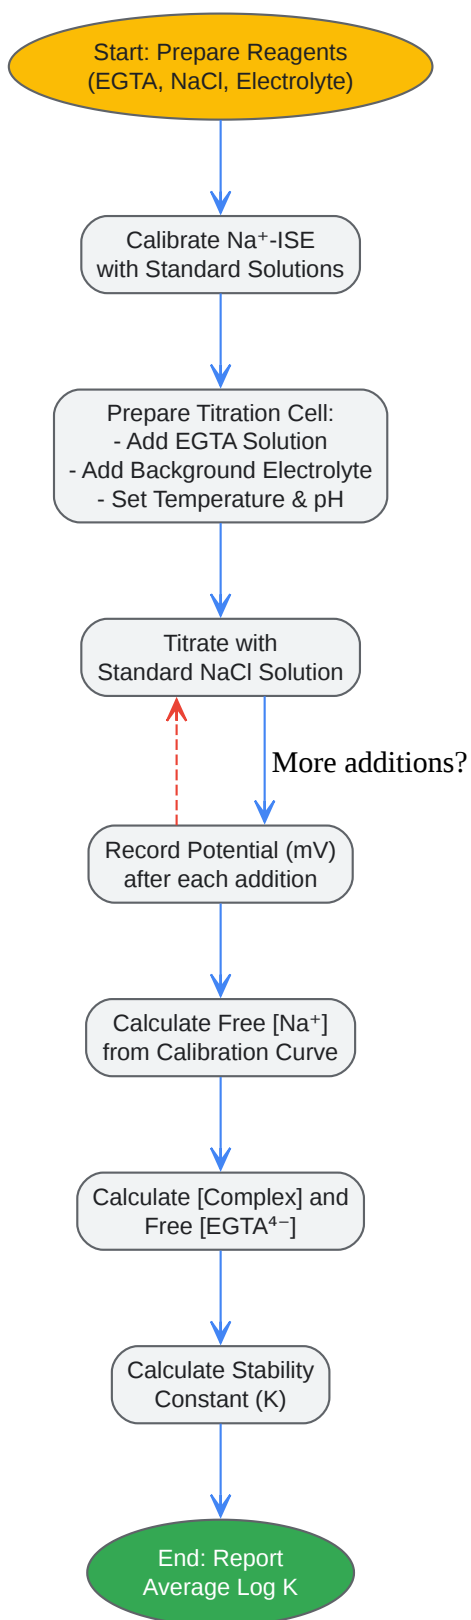 Start: Prepare Reagents
(EGTA, NaCl, Electrolyte)
Calibrate Na⁺-ISE
with Standard Solutions
Prepare Titration Cell:
- Add EGTA Solution
- Add Background Electrolyte
- Set Temperature & pH
Titrate with
Standard NaCl Solution
More additions?
Record Potential (mV)
after each addition
Calculate Free [Na⁺]
from Calibration Curve
Calculate [Complex] and
Free [EGTA⁴⁻]
Calculate Stability
Constant (K)
End: Report
Average Log K